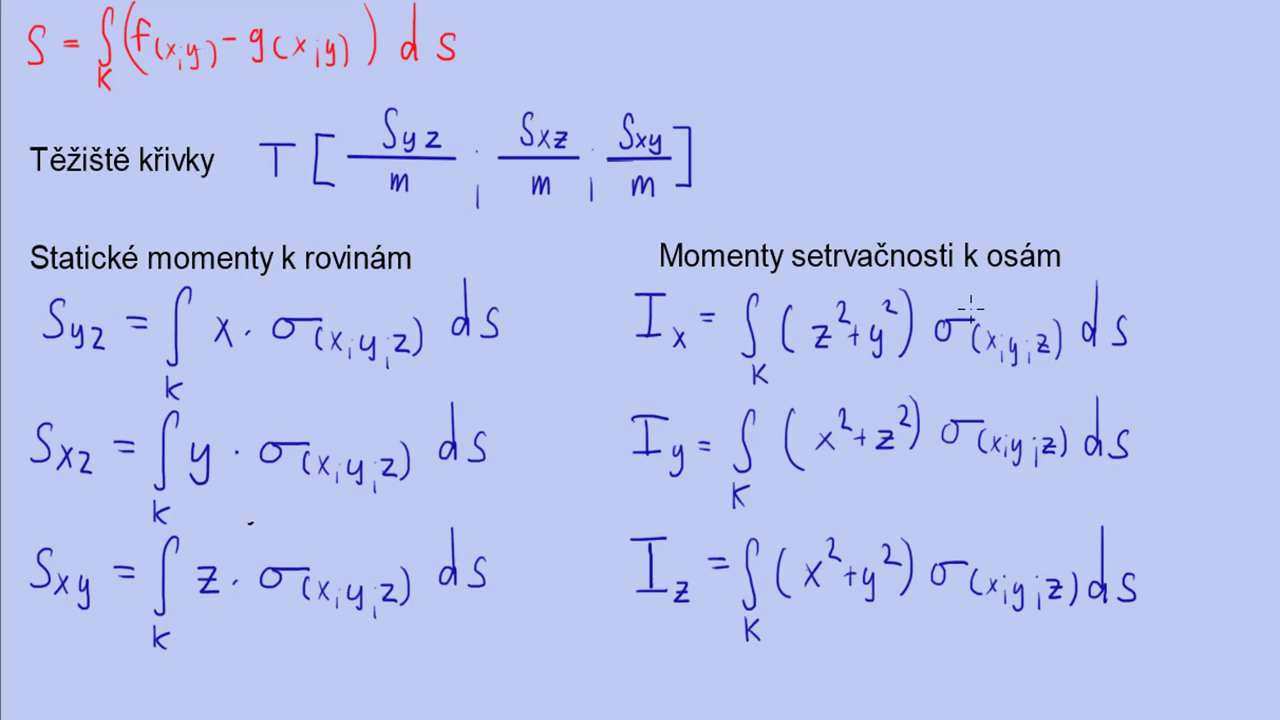 S = ∫_K (f(x;y) - g(x;y)) ds
Těžiště křivky T [ S_yz / m ; S_xz / m ; S_xy / m ]
Statické momenty k rovinám
S_yz = ∫_K x · σ(x;y;z) ds
S_xz = ∫_K y · σ(x;y;z) ds
S_xy = ∫_K z · σ(x;y;z) ds
Momenty setrvačnosti k osám
I_x = ∫_K (z² + y²) σ(x;y;z) ds
I_y = ∫_K (x² + z²) σ(x;y;z) ds
I_z = ∫_K (x² + y²) σ(x;y;z) ds